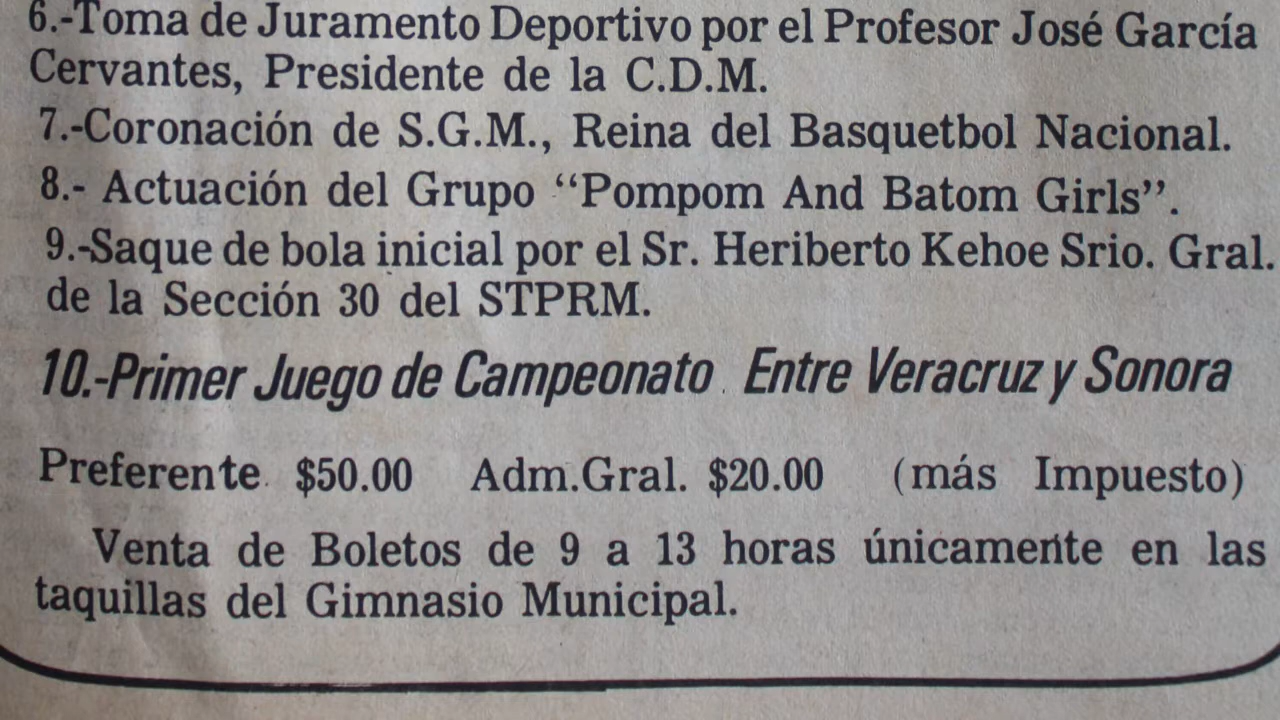 6.-Toma de Juramento Deportivo por el Profesor José García
Cervantes, Presidente de la C.D.M.
7.-Coronación de S.G.M., Reina del Basquetbol Nacional.
8.- Actuación del Grupo “Pompom And Batom Girls”.
9.-Saque de bola inicial por el Sr. Heriberto Kehoe Srio. Gral.
de la Sección 30 del STPRM.
10.-Primer Juego de Campeonato Entre Veracruz y Sonora
Preferente $50.00 Adm.Gral. $20.00 (más Impuesto)
Venta de Boletos de 9 a 13 horas únicamente en las
taquillas del Gimnasio Municipal.